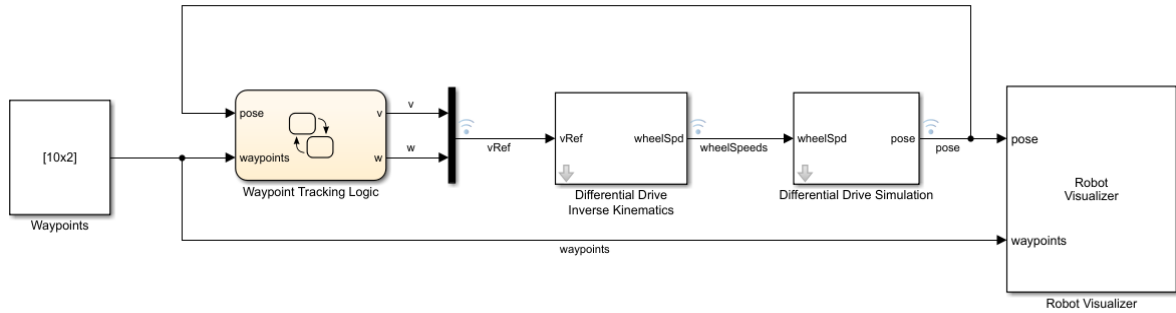 [10x2]
Waypoints
pose
waypoints
v
w
Waypoint Tracking Logic
v
w
vRef
vRef
wheelSpd
Differential Drive
Inverse Kinematics
wheelSpeeds
wheelSpd
pose
Differential Drive Simulation
pose
waypoints
pose
Robot
Visualizer
waypoints
Robot Visualizer